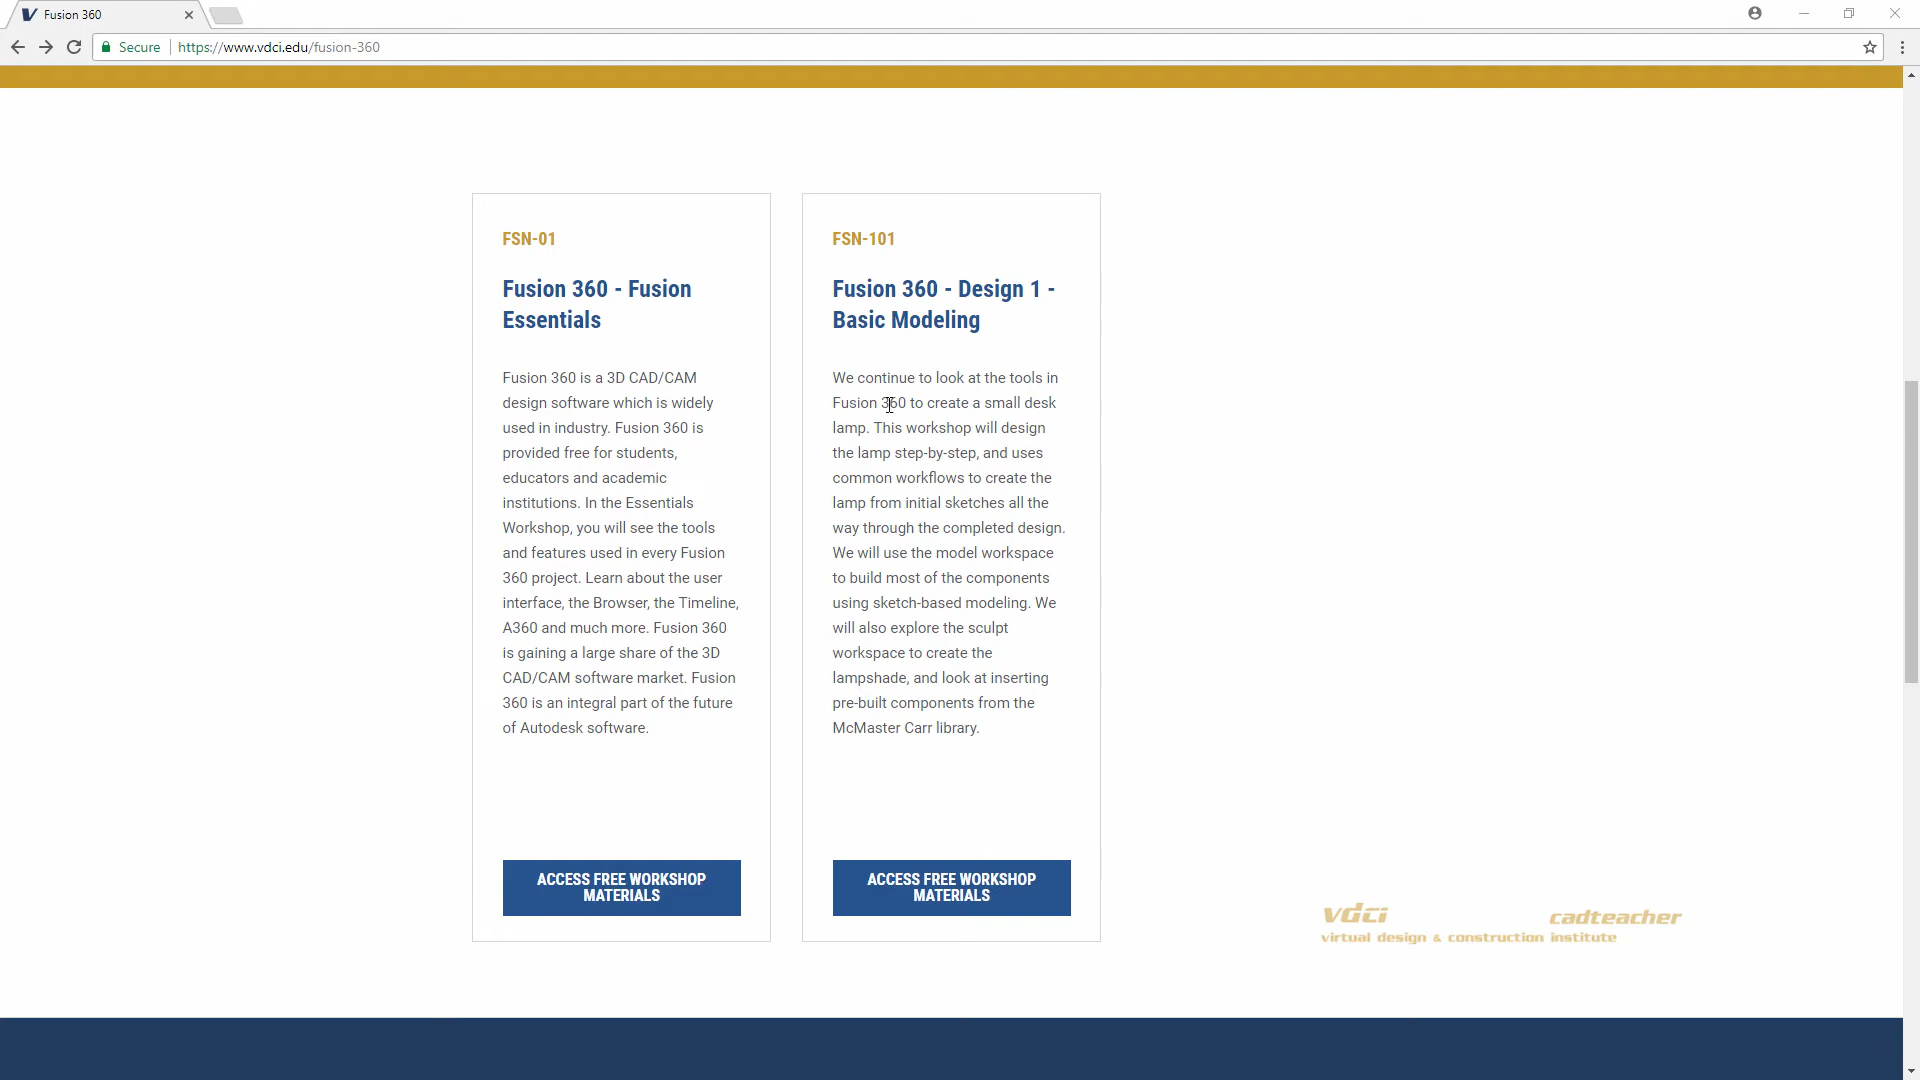 Fusion 360
Secure
https://www.vdci.edu/fusion-360
FSN-01
Fusion 360 - Fusion
Essentials
Fusion 360 is a 3D CAD/CAM
design software which is widely
used in industry. Fusion 360 is
provided free for students,
educators and academic
institutions. In the Essentials
Workshop, you will see the tools
and features used in every Fusion
360 project. Learn about the user
interface, the Browser, the Timeline,
A360 and much more. Fusion 360
is gaining a large share of the 3D
CAD/CAM software market. Fusion
360 is an integral part of the future
of Autodesk software.
ACCESS FREE WORKSHOP
MATERIALS
FSN-101
Fusion 360 - Design 1 -
Basic Modeling
We continue to look at the tools in
Fusion 360 to create a small desk
lamp. This workshop will design
the lamp step-by-step, and uses
common workflows to create the
lamp from initial sketches all the
way through the completed design.
We will use the model workspace
to build most of the components
using sketch-based modeling. We
will also explore the sculpt
workspace to create the
lampshade, and look at inserting
pre-built components from the
McMaster Carr library.
ACCESS FREE WORKSHOP
MATERIALS
vdci
cadteacher
virtual design & construction institute